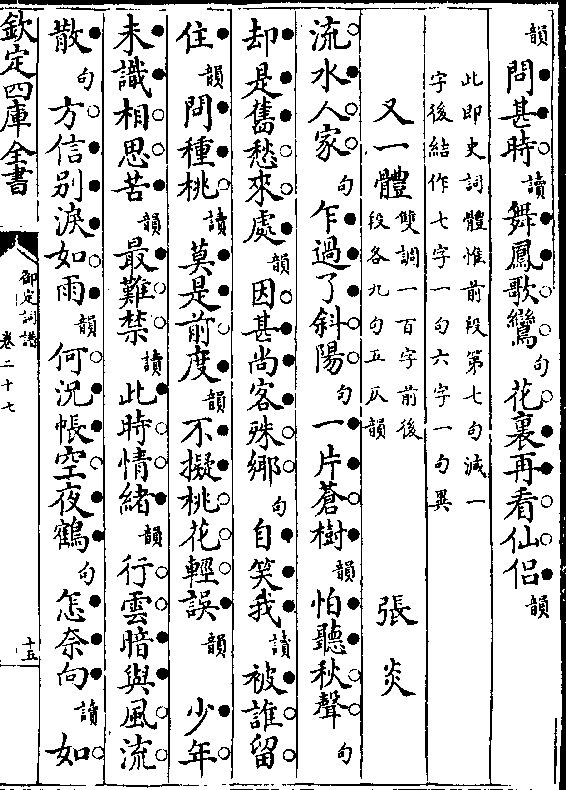 韻問甚時讀舞鳳歌鸞句花裏再看仙侶韻
此即史詞體惟前段第七句減一
字後結作七字一句六字一句異
又一體雙調一百字前後
段各九句五仄韻
張炎
流水人家句乍過了斜陽句一片蒼樹韻怕聽秋聲句
却是舊愁來處韻因甚尚客殊鄉句自笑我讀被誰留
住韻問種桃讀莫是前度韻不擬桃花輕誤韻少年
未識相思苦韻最難禁讀此時情緒韻行雲暗與風流
散句方信别淚如雨韻何況帳空夜鶴句怎奈向讀如
欽定四庫全書
御定詞譜
卷二十七
十五